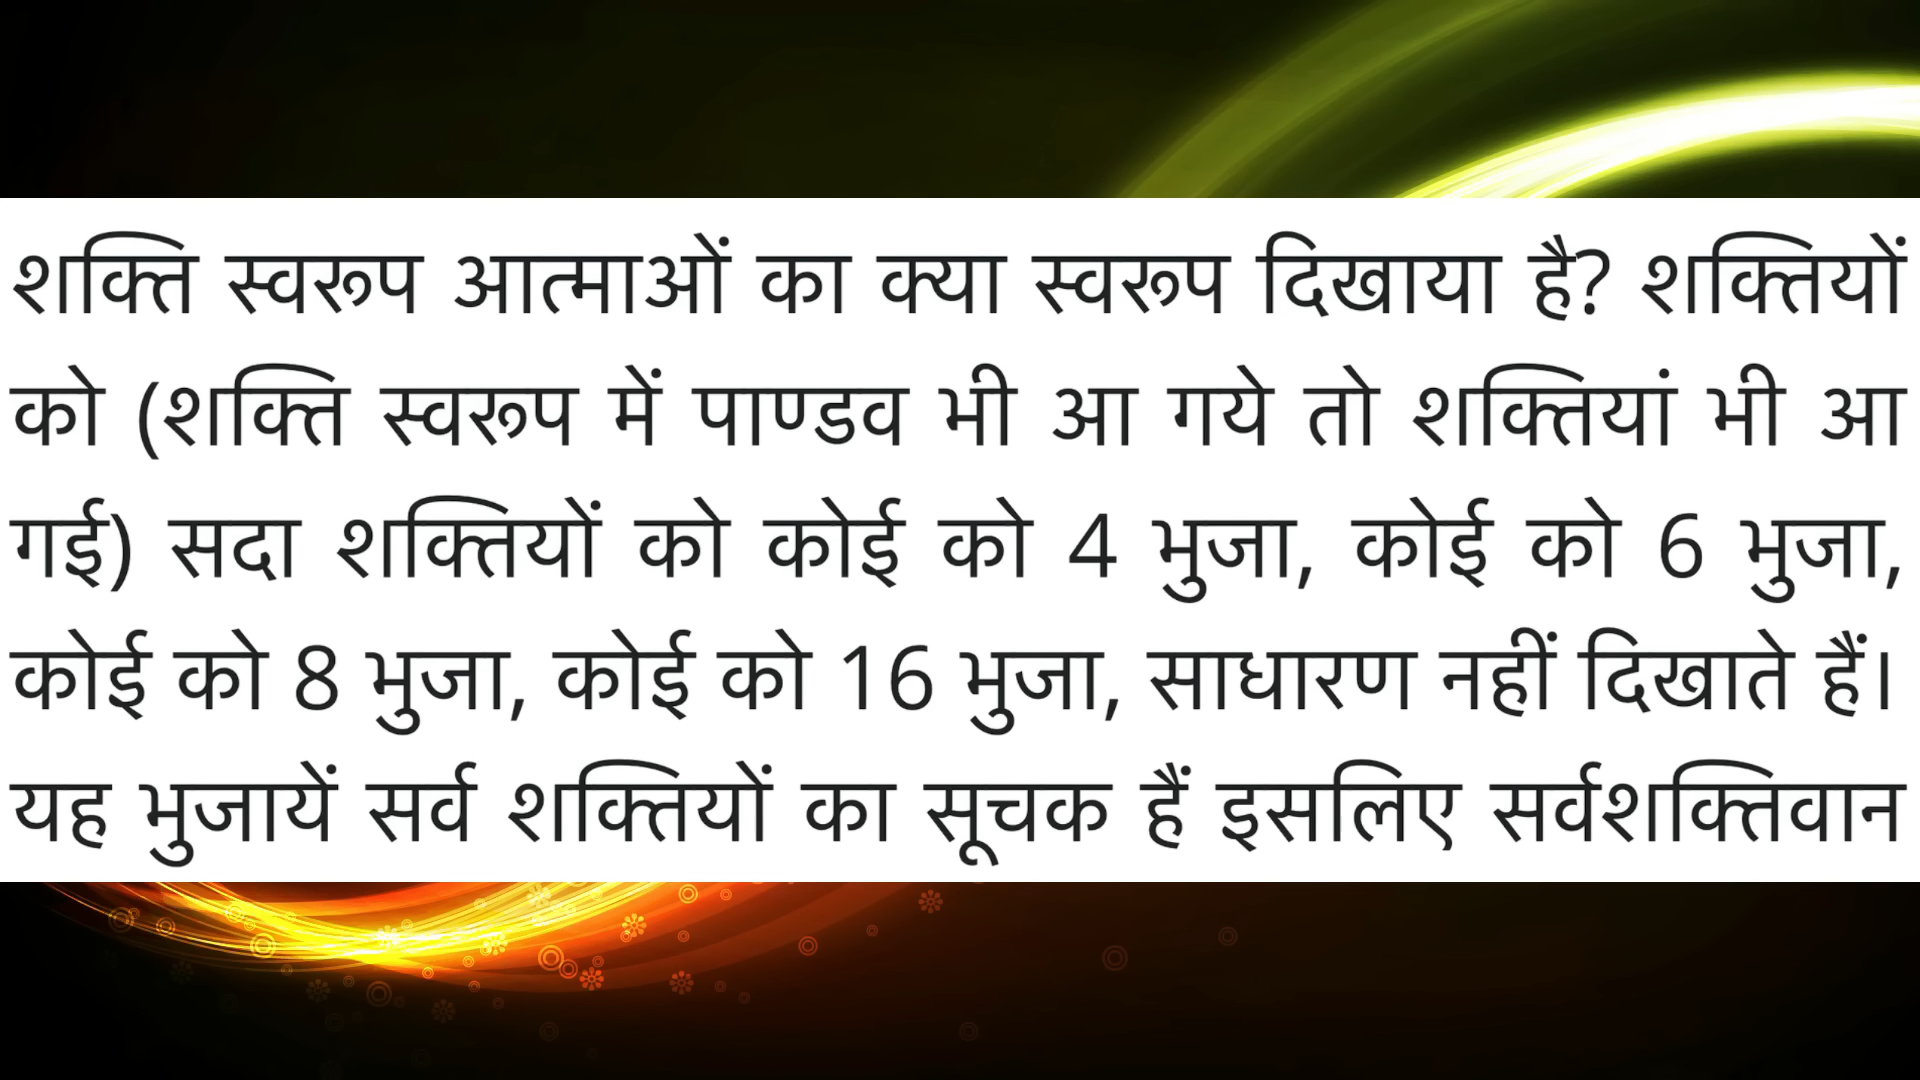 शक्ति स्वरूप आत्माओं का क्या स्वरूप दिखाया है? शक्तियों
को (शक्ति स्वरूप में पाण्डव भी आ गये तो शक्तियां भी आ
गई) सदा शक्तियों को कोई को 4 भुजा, कोई को 6 भुजा,
कोई को 8 भुजा, कोई को 16 भुजा, साधारण नहीं दिखाते हैं।
यह भुजायें सर्व शक्तियों का सूचक हैं इसलिए सर्वशक्तिवान